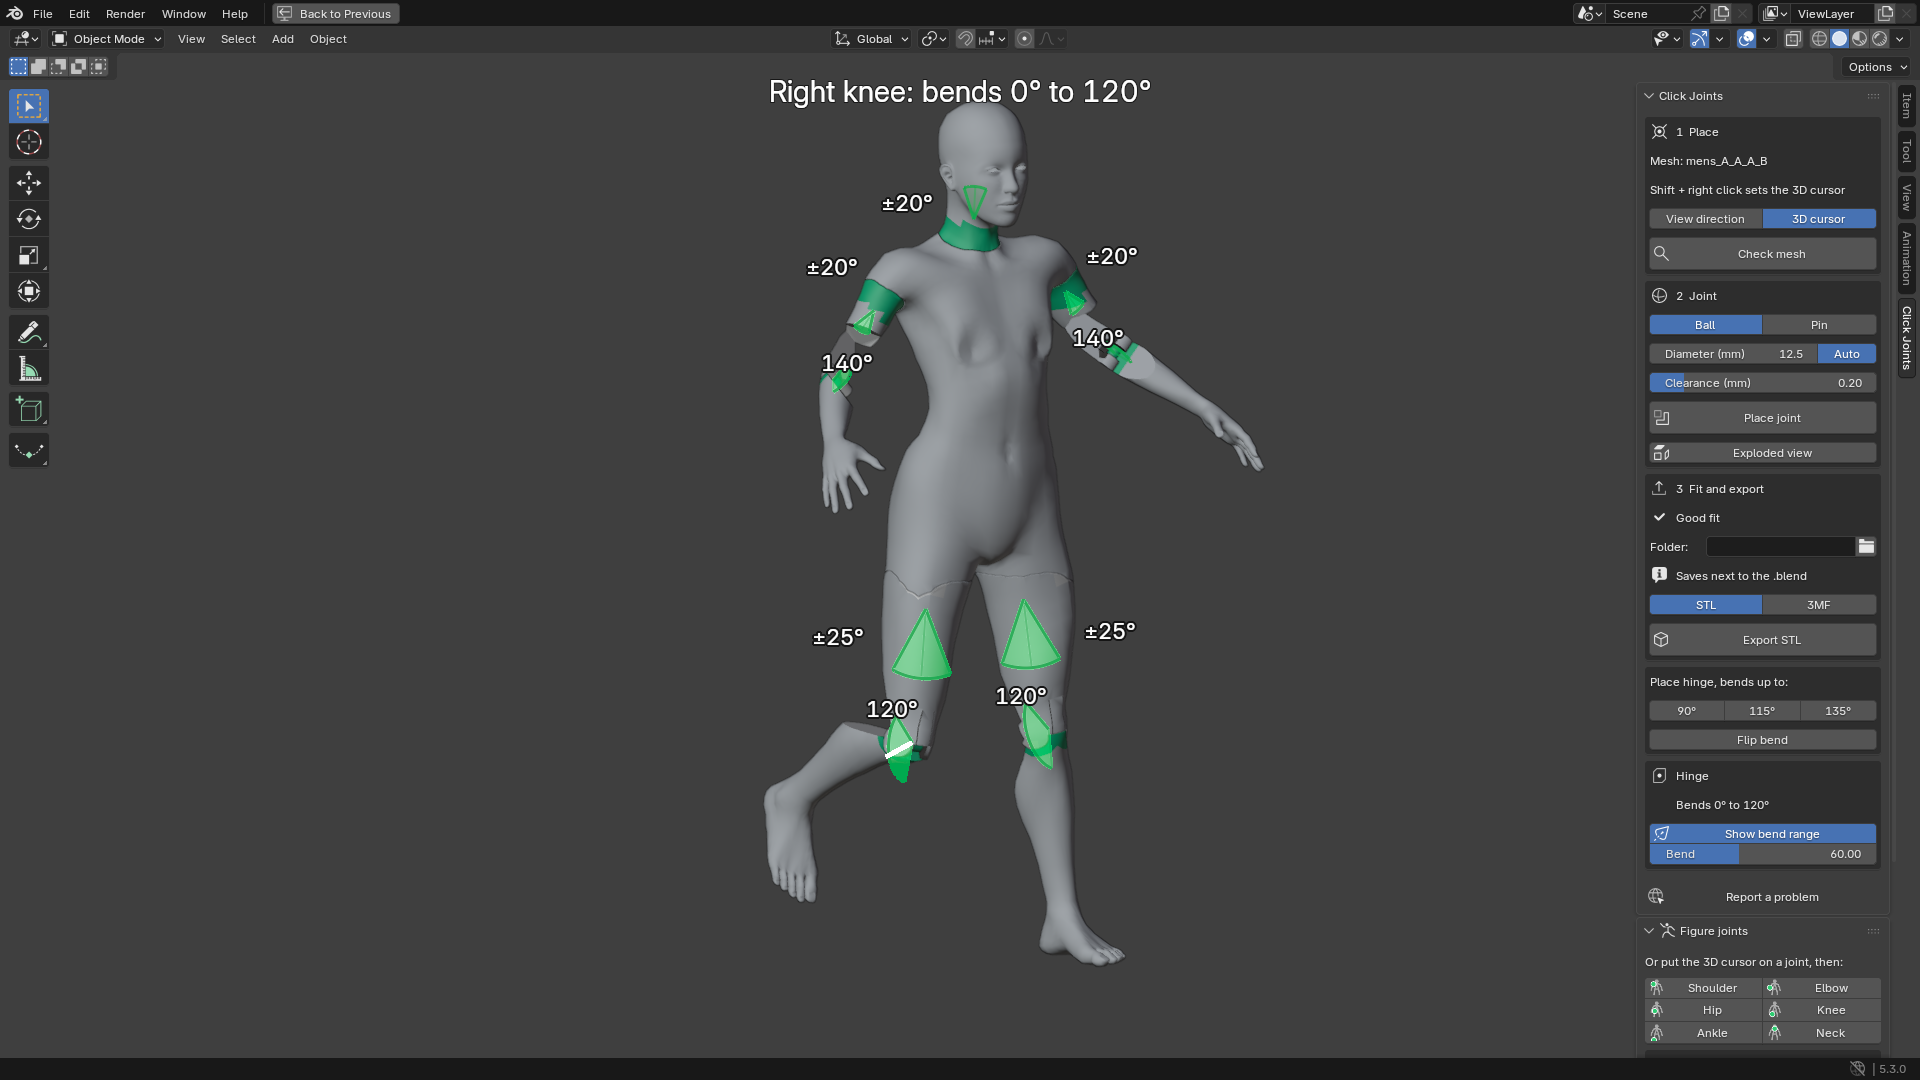 File Edit Render Window Help Back to Previous Scene ViewLayer
Object Mode View Select Add Object Global
Options
Right knee: bends 0° to 120°
±20°
±20°
±20°
140°
140°
±25°
±25°
120°
120°
Click Joints
1 Place
Mesh: mens_A_A_A_B
Shift + right click sets the 3D cursor
View direction 3D cursor
Check mesh
2 Joint
Ball Pin
Diameter (mm) 12.5 Auto
Clearance (mm) 0.20
Place joint
Exploded view
3 Fit and export
Good fit
Folder:
Saves next to the .blend
STL 3MF
Export STL
Place hinge, bends up to:
90° 115° 135°
Flip bend
Hinge
Bends 0° to 120°
Show bend range
Bend 60.00
Report a problem
Figure joints
Or put the 3D cursor on a joint, then:
Shoulder Elbow
Hip Knee
Ankle Neck
Item
Tool
View
Animation
Click Joints
5.3.0